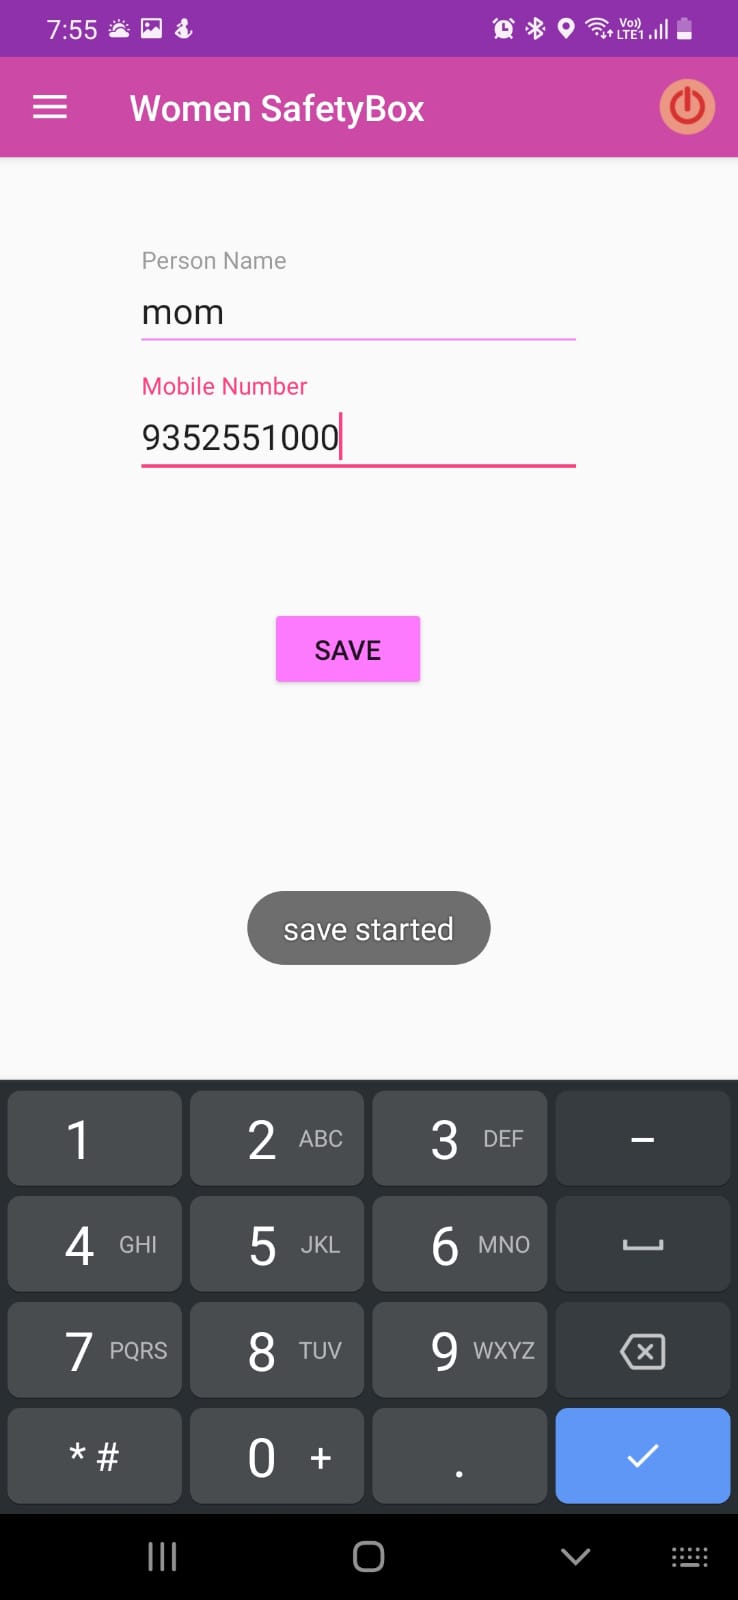 7:55 Vo)) LTE1
Women SafetyBox
Person Name
mom
Mobile Number
9352551000
SAVE
save started
1 2 ABC 3 DEF –
4 GHI 5 JKL 6 MNO
7 PQRS 8 TUV 9 WXYZ
* # 0 + .